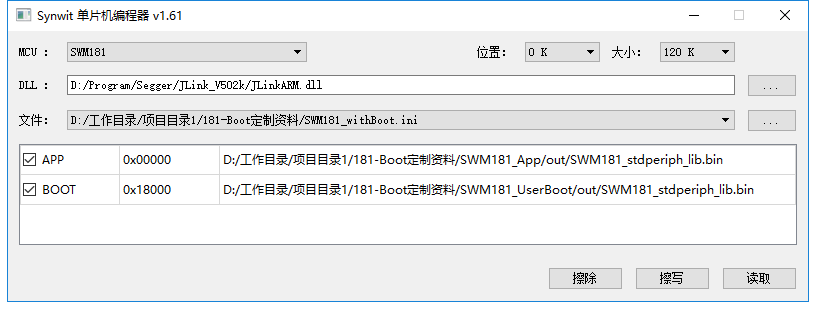 Synwit 单片机编程器 v1.61
MCU : SWM181 位置: 0 K 大小: 120 K
DLL : D:/Program/Segger/JLink_V502k/JLinkARM.dll ...
文件: D:/工作目录/项目目录1/181-Boot定制资料/SWM181_withBoot.ini ...
APP 0x00000 D:/工作目录/项目目录1/181-Boot定制资料/SWM181_App/out/SWM181_stdperiph_lib.bin
BOOT 0x18000 D:/工作目录/项目目录1/181-Boot定制资料/SWM181_UserBoot/out/SWM181_stdperiph_lib.bin
擦除 擦写 读取